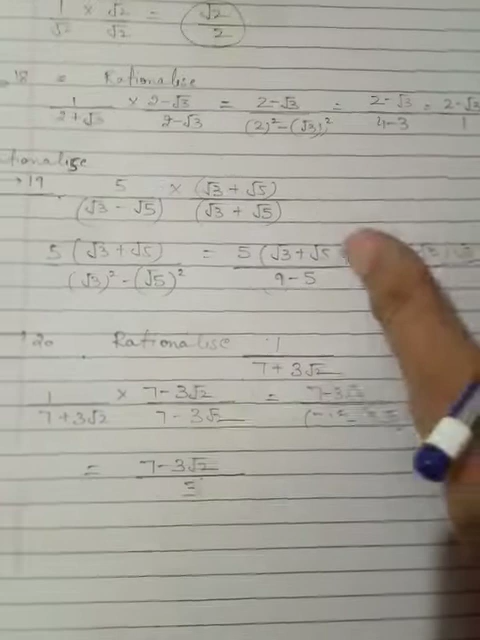 1/√2 × √2/√2 = √2/2
18 = Rationalise
1/(2+√3) × (2-√3)/(2-√3) = (2-√3)/((2)²-(√3)²) = (2-√3)/(4-3) = (2-√3)/1
→19
5/(√3 - √5) × (√3 + √5)/(√3 + √5)
5(√3+√5)/((√3)²-(√5)²) = 5(√3+√5/(9-5)
20. Rationalise 1/(7+3√2)
1/(7+3√2) × (7-3√2)/(7-3√2) = 7-3√2
= 7-3√2